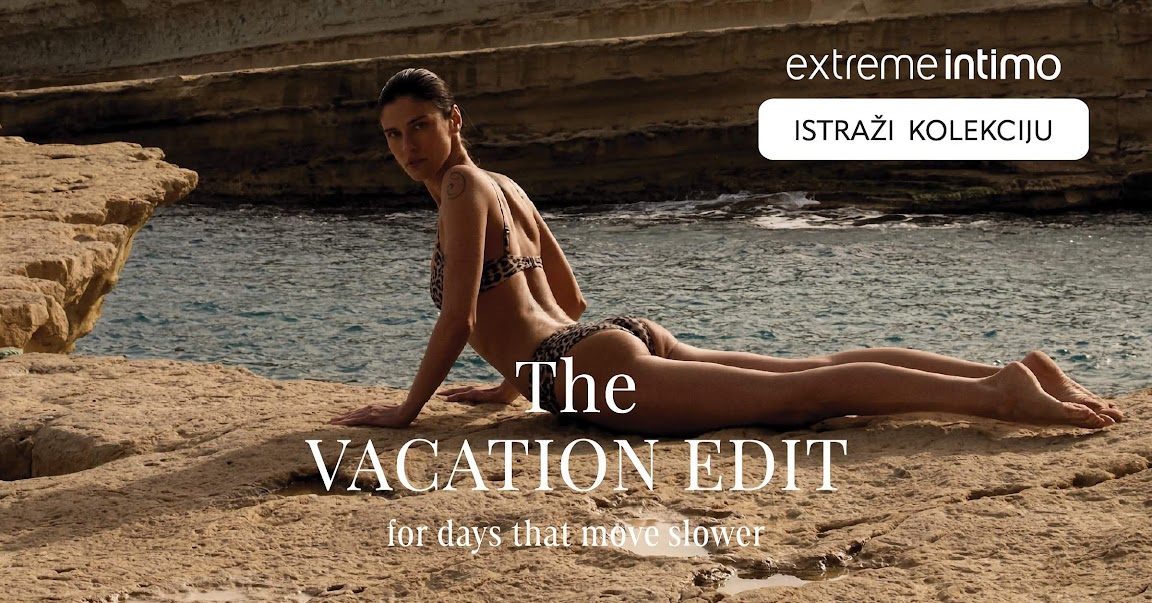 extreme intimo
ISTRAŽI KOLEKCIJU
The
VACATION EDIT
for days that move slower